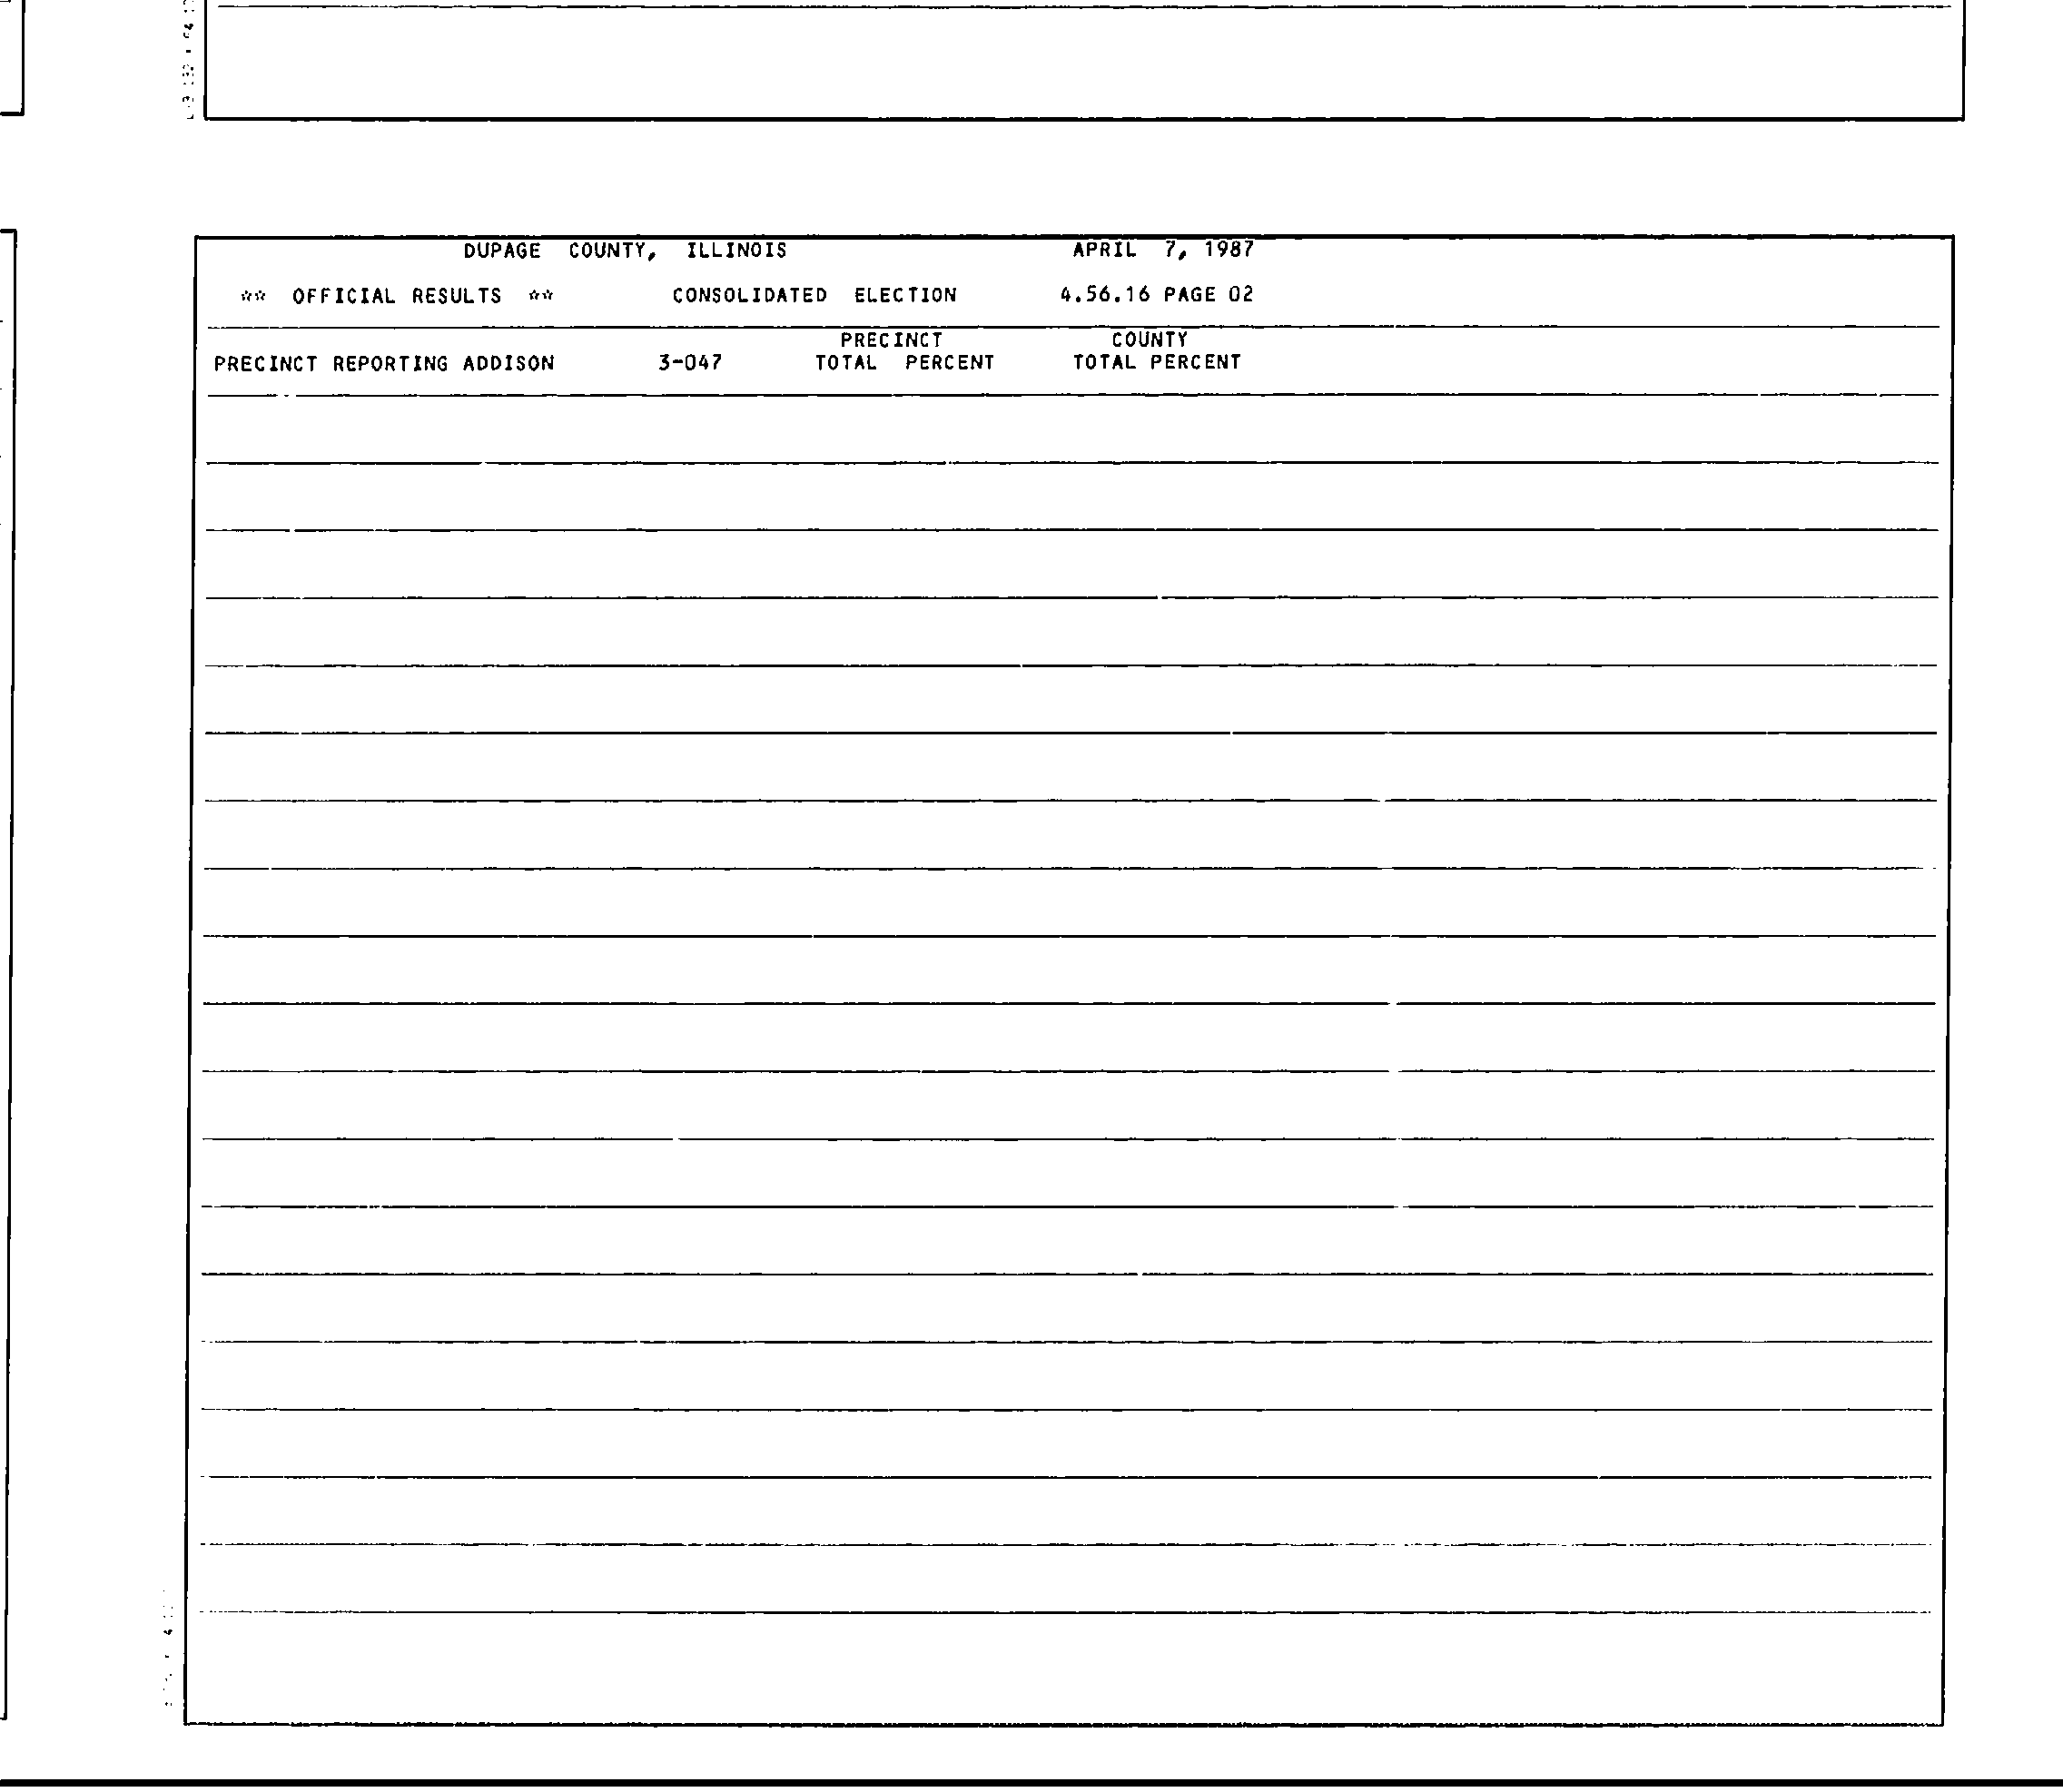 DUPAGE COUNTY, ILLINOIS APRIL 7, 1987
** OFFICIAL RESULTS ** CONSOLIDATED ELECTION 4.56.16 PAGE 02
PRECINCT COUNTY
PRECINCT REPORTING ADDISON 3-047 TOTAL PERCENT TOTAL PERCENT